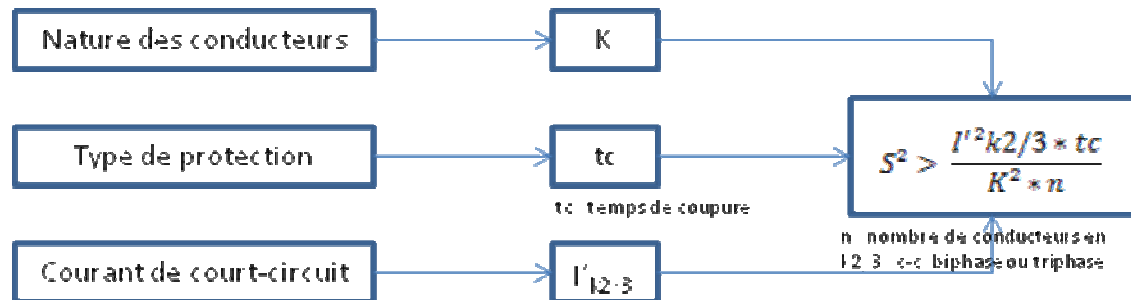 Nature des conducteurs
K
Type de protection
tc
tc temps de coupure
S² > I'²k2/3 * tc / K² * n
n nombre de conducteurs en
k2-3 c-c biphase ou triphase
Courant de court-circuit
I'k2-3